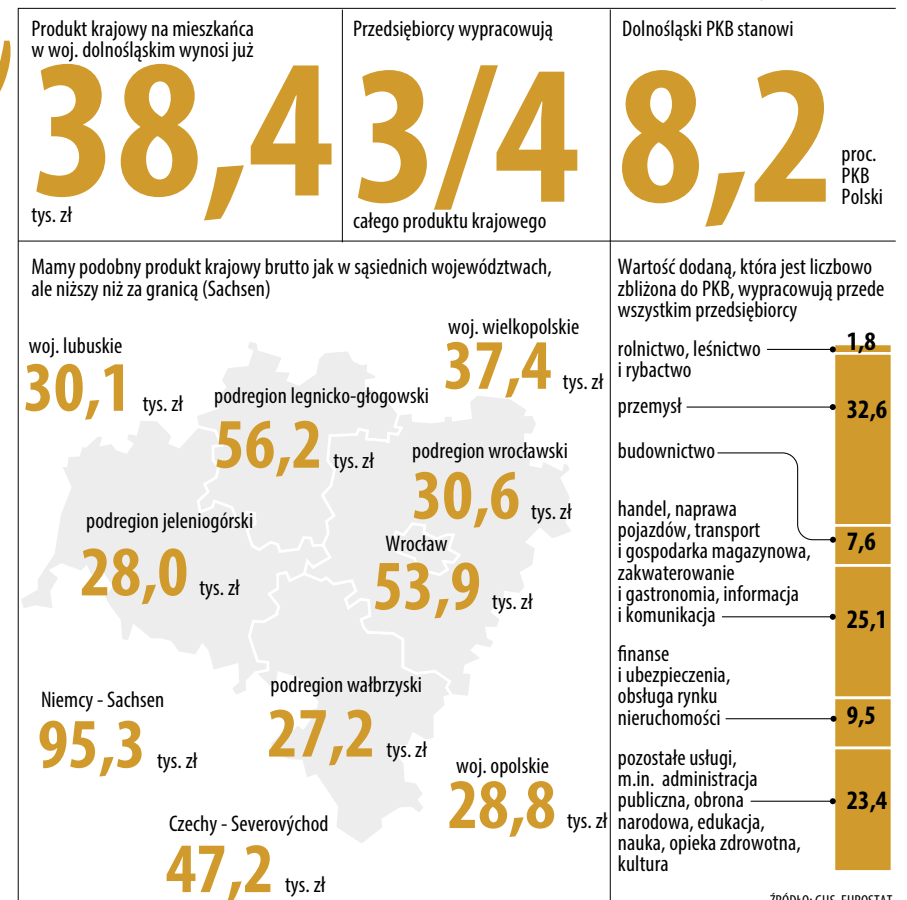 Produkt krajowy na mieszkańca
w woj. dolnośląskim wynosi już
38,4
tys. zł
Przedsiębiorcy wypracowują
3/4
całego produktu krajowego
Dolnośląski PKB stanowi
8,2
proc.
PKB
Polski
Mamy podobny produkt krajowy brutto jak w sąsiednich województwach,
ale niższy niż za granicą (Sachsen)
woj. lubuskie
30,1 tys. zł
woj. wielkopolskie
37,4 tys. zł
podregion legnicko-głogowski
56,2 tys. zł
podregion wrocławski
30,6 tys. zł
podregion jeleniogórski
28,0 tys. zł
Wrocław
53,9 tys. zł
Niemcy - Sachsen
95,3 tys. zł
podregion wałbrzyski
27,2 tys. zł
woj. opolskie
28,8 tys. zł
Czechy - Severovýchod
47,2 tys. zł
Wartość dodaną, która jest liczbowo
zbliżona do PKB, wypracowują przede
wszystkim przedsiębiorcy
rolnictwo, leśnictwo
i rybactwo
1,8
przemysł
32,6
budownictwo
7,6
handel, naprawa
pojazdów, transport
i gospodarka magazynowa,
zakwaterowanie
i gastronomia, informacja
i komunikacja
25,1
finanse
i ubezpieczenia,
obsługa rynku
nieruchomości
9,5
pozostałe usługi,
m.in. administracja
publiczna, obrona
narodowa, edukacja,
nauka, opieka zdrowotna,
kultura
23,4
ŹRÓDŁO: GUS, EUROSTAT